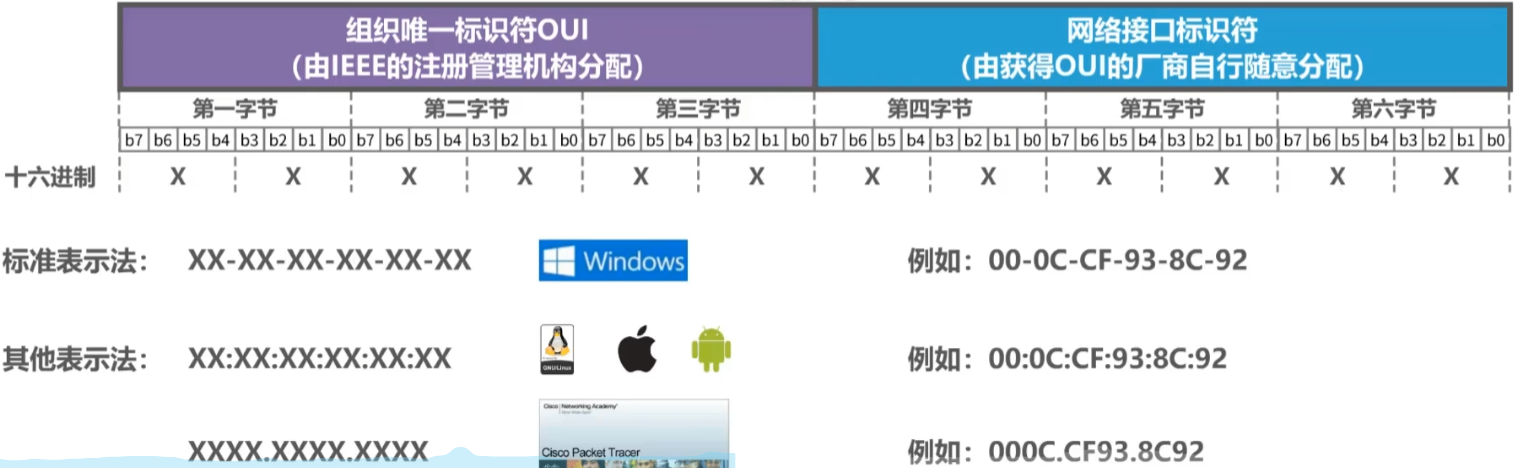 组织唯一标识符OUI
（由IEEE的注册管理机构分配）
网络接口标识符
（由获得OUI的厂商自行随意分配）
第一字节 第二字节 第三字节 第四字节 第五字节 第六字节
b7 b6 b5 b4 b3 b2 b1 b0 b7 b6 b5 b4 b3 b2 b1 b0 b7 b6 b5 b4 b3 b2 b1 b0 b7 b6 b5 b4 b3 b2 b1 b0 b7 b6 b5 b4 b3 b2 b1 b0 b7 b6 b5 b4 b3 b2 b1 b0
十六进制 X X X X X X X X X X X X
标准表示法： XX-XX-XX-XX-XX-XX Windows 例如：00-0C-CF-93-8C-92
其他表示法： XX:XX:XX:XX:XX:XX GNU/Linux 例如：00:0C:CF:93:8C:92
Cisco Networking Academy
XXXX.XXXX.XXXX Cisco Packet Tracer 例如：000C.CF93.8C92